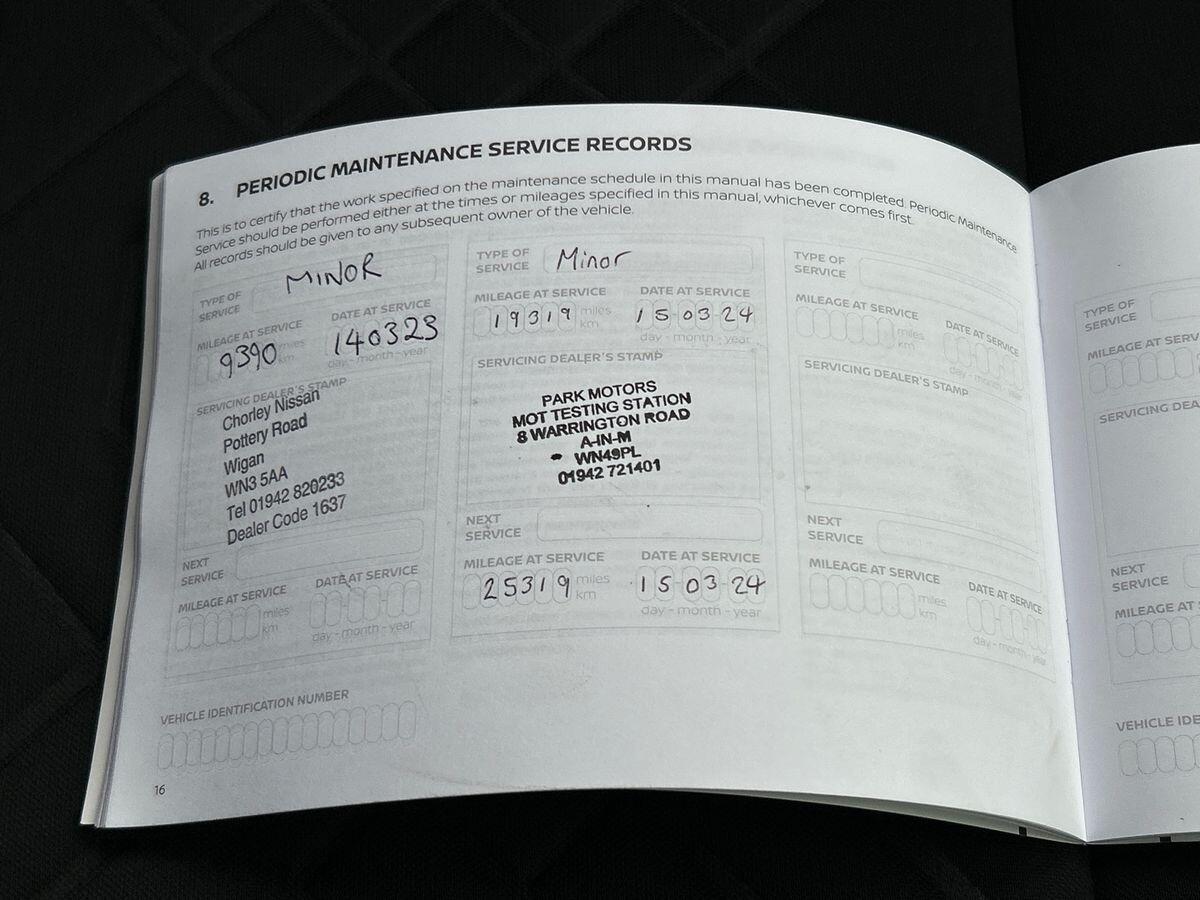 8. PERIODIC MAINTENANCE SERVICE RECORDS
This is to certify that the work specified on the maintenance schedule in this manual has been completed. Periodic Maintenance
Service should be performed either at the times or mileages specified in this manual, whichever comes first.
All records should be given to any subsequent owner of the vehicle.
TYPE OF
SERVICE
MINOR
MILEAGE AT SERVICE
DATE AT SERVICE
9390 miles
km
140323
day - month - year
SERVICING DEALER'S STAMP
Chorley Nissan
Pottery Road
Wigan
WN3 5AA
Tel 01942 820233
Dealer Code 1637
NEXT
SERVICE
MILEAGE AT SERVICE
DATE AT SERVICE
miles
km
day - month - year
VEHICLE IDENTIFICATION NUMBER
16
TYPE OF
SERVICE
Minor
MILEAGE AT SERVICE
DATE AT SERVICE
19319 miles
km
15 03 24
day - month - year
SERVICING DEALER'S STAMP
PARK MOTORS
MOT TESTING STATION
8 WARRINGTON ROAD
A-IN-M
WN49PL
01942 721401
NEXT
SERVICE
MILEAGE AT SERVICE
DATE AT SERVICE
25319 miles
km
15 03 24
day - month - year
TYPE OF
SERVICE
MILEAGE AT SERVICE
DATE AT SERVICE
miles
km
day - month - year
SERVICING DEALER'S STAMP
NEXT
SERVICE
MILEAGE AT SERVICE
DATE AT SERVICE
miles
km
day - month - year
TYPE OF
SERVICE
MILEAGE AT SERV
SERVICING DEA
NEXT
SERVICE
MILEAGE AT
VEHICLE IDE